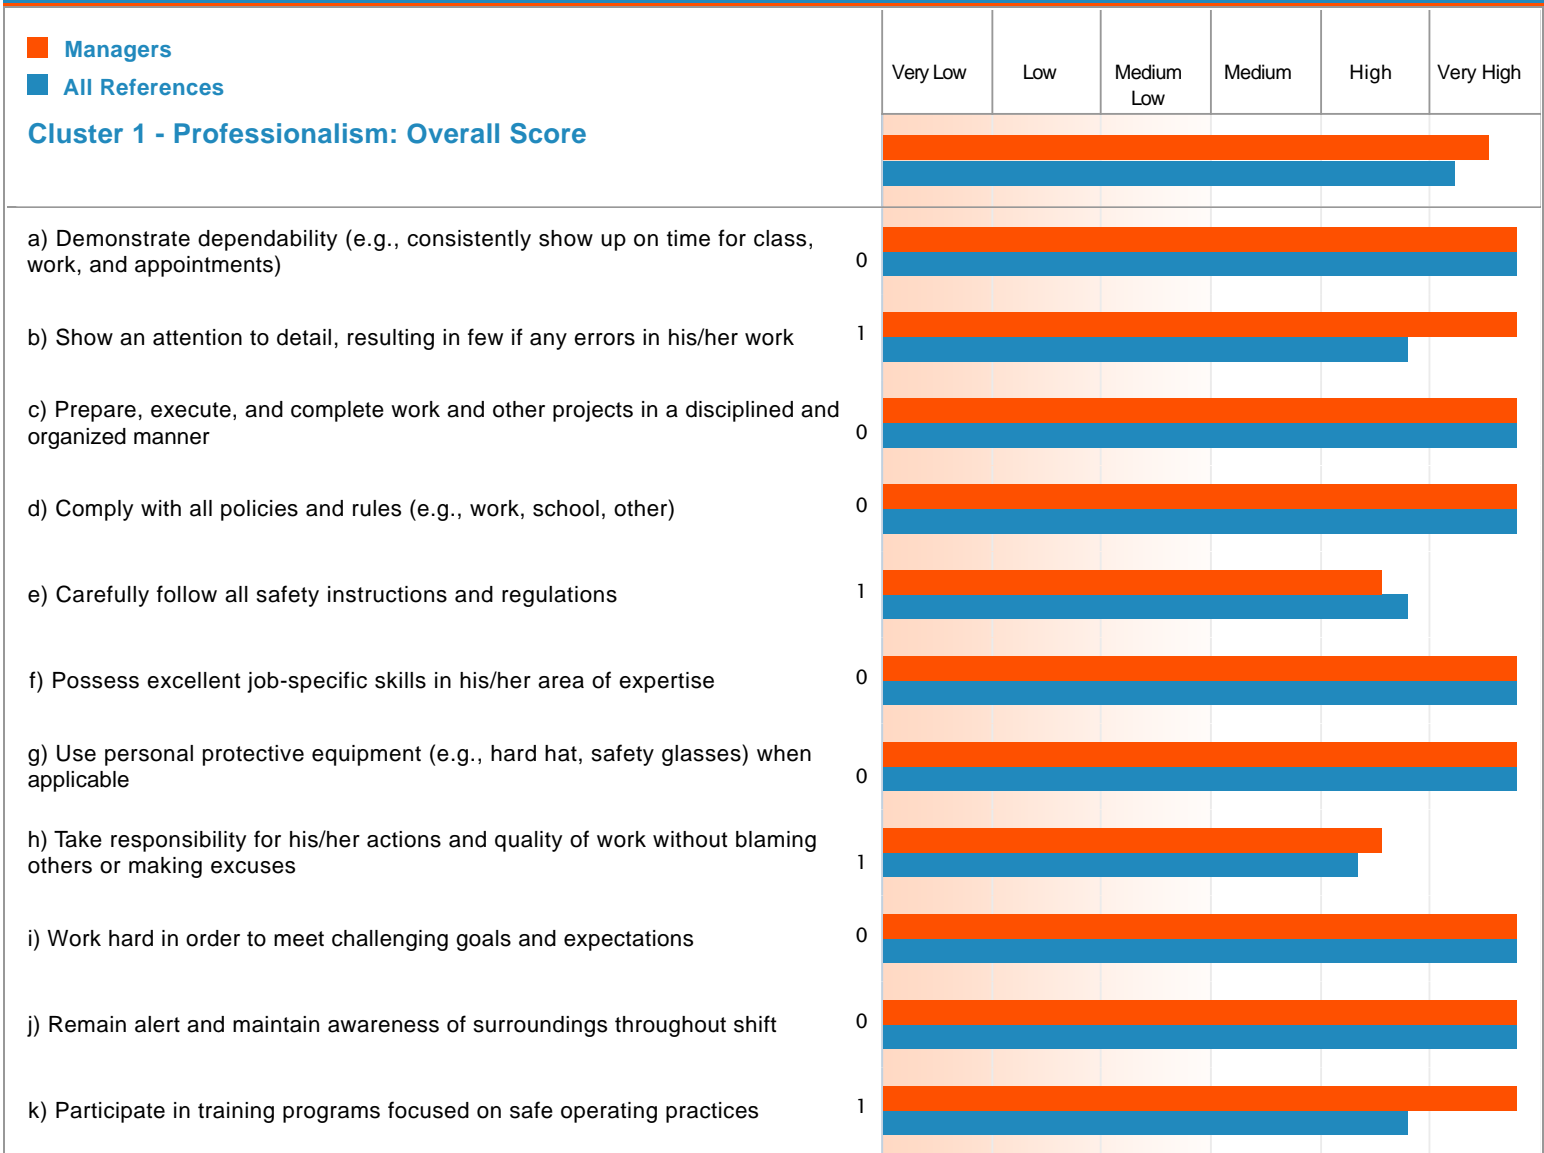 Managers
All References
Very Low
Low
Medium
Low
Medium
High
Very High
Cluster 1 - Professionalism: Overall Score
a) Demonstrate dependability (e.g., consistently show up on time for class,
work, and appointments)
0
b) Show an attention to detail, resulting in few if any errors in his/her work
1
c) Prepare, execute, and complete work and other projects in a disciplined and
organized manner
0
d) Comply with all policies and rules (e.g., work, school, other)
0
e) Carefully follow all safety instructions and regulations
1
f) Possess excellent job-specific skills in his/her area of expertise
0
g) Use personal protective equipment (e.g., hard hat, safety glasses) when
applicable
0
h) Take responsibility for his/her actions and quality of work without blaming
others or making excuses
1
i) Work hard in order to meet challenging goals and expectations
0
j) Remain alert and maintain awareness of surroundings throughout shift
0
k) Participate in training programs focused on safe operating practices
1